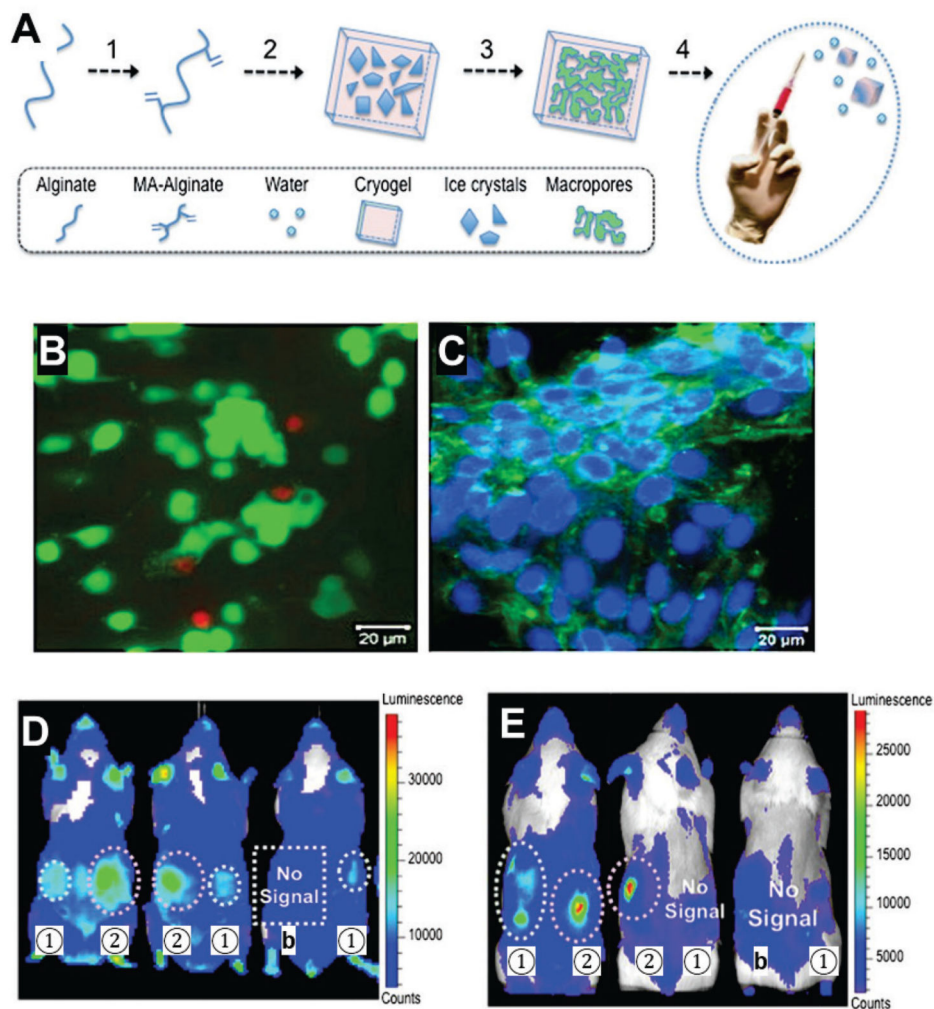 A
1
2
3
4
Alginate
MA-Alginate
Water
Cryogel
Ice crystals
Macropores
B
20 µm
C
20 µm
D
Luminescence
30000
20000
10000
Counts
No
Signal
①
②
②
①
b
①
E
Luminescence
25000
20000
15000
10000
5000
Counts
No
Signal
No
Signal
①
②
②
①
b
①